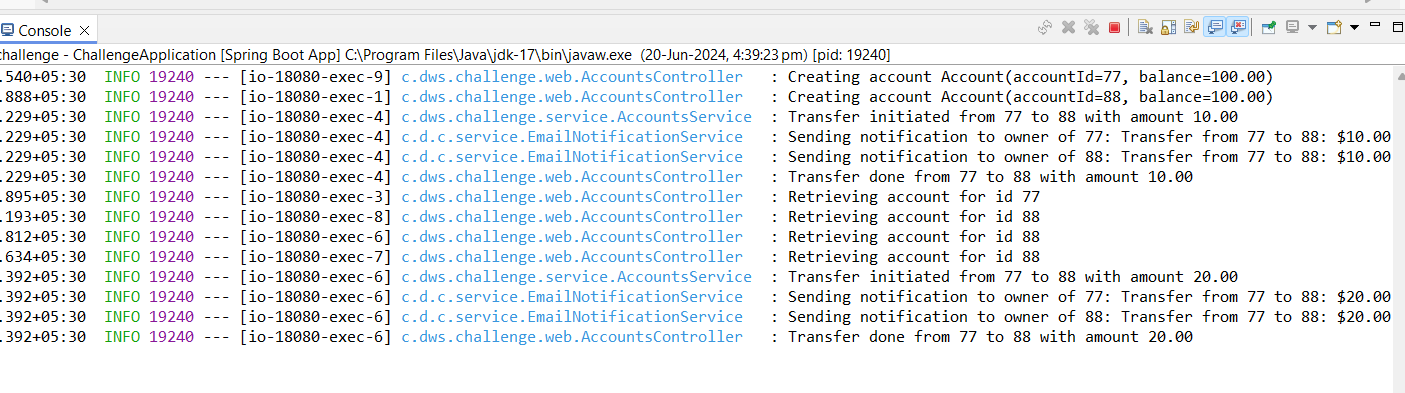 Console
challenge - ChallengeApplication [Spring Boot App] C:\Program Files\Java\jdk-17\bin\javaw.exe (20-Jun-2024, 4:39:23 pm) [pid: 19240]
.540+05:30  INFO 19240 --- [io-18080-exec-9] c.dws.challenge.web.AccountsController   : Creating account Account(accountId=77, balance=100.00)
.888+05:30  INFO 19240 --- [io-18080-exec-1] c.dws.challenge.web.AccountsController   : Creating account Account(accountId=88, balance=100.00)
.229+05:30  INFO 19240 --- [io-18080-exec-4] c.dws.challenge.service.AccountsService  : Transfer initiated from 77 to 88 with amount 10.00
.229+05:30  INFO 19240 --- [io-18080-exec-4] c.d.c.service.EmailNotificationService   : Sending notification to owner of 77: Transfer from 77 to 88: $10.00
.229+05:30  INFO 19240 --- [io-18080-exec-4] c.d.c.service.EmailNotificationService   : Sending notification to owner of 88: Transfer from 77 to 88: $10.00
.229+05:30  INFO 19240 --- [io-18080-exec-4] c.dws.challenge.web.AccountsController   : Transfer done from 77 to 88 with amount 10.00
.895+05:30  INFO 19240 --- [io-18080-exec-3] c.dws.challenge.web.AccountsController   : Retrieving account for id 77
.193+05:30  INFO 19240 --- [io-18080-exec-8] c.dws.challenge.web.AccountsController   : Retrieving account for id 88
.812+05:30  INFO 19240 --- [io-18080-exec-6] c.dws.challenge.web.AccountsController   : Retrieving account for id 88
.634+05:30  INFO 19240 --- [io-18080-exec-7] c.dws.challenge.web.AccountsController   : Retrieving account for id 88
.392+05:30  INFO 19240 --- [io-18080-exec-6] c.dws.challenge.service.AccountsService  : Transfer initiated from 77 to 88 with amount 20.00
.392+05:30  INFO 19240 --- [io-18080-exec-6] c.d.c.service.EmailNotificationService   : Sending notification to owner of 77: Transfer from 77 to 88: $20.00
.392+05:30  INFO 19240 --- [io-18080-exec-6] c.d.c.service.EmailNotificationService   : Sending notification to owner of 88: Transfer from 77 to 88: $20.00
.392+05:30  INFO 19240 --- [io-18080-exec-6] c.dws.challenge.web.AccountsController   : Transfer done from 77 to 88 with amount 20.00